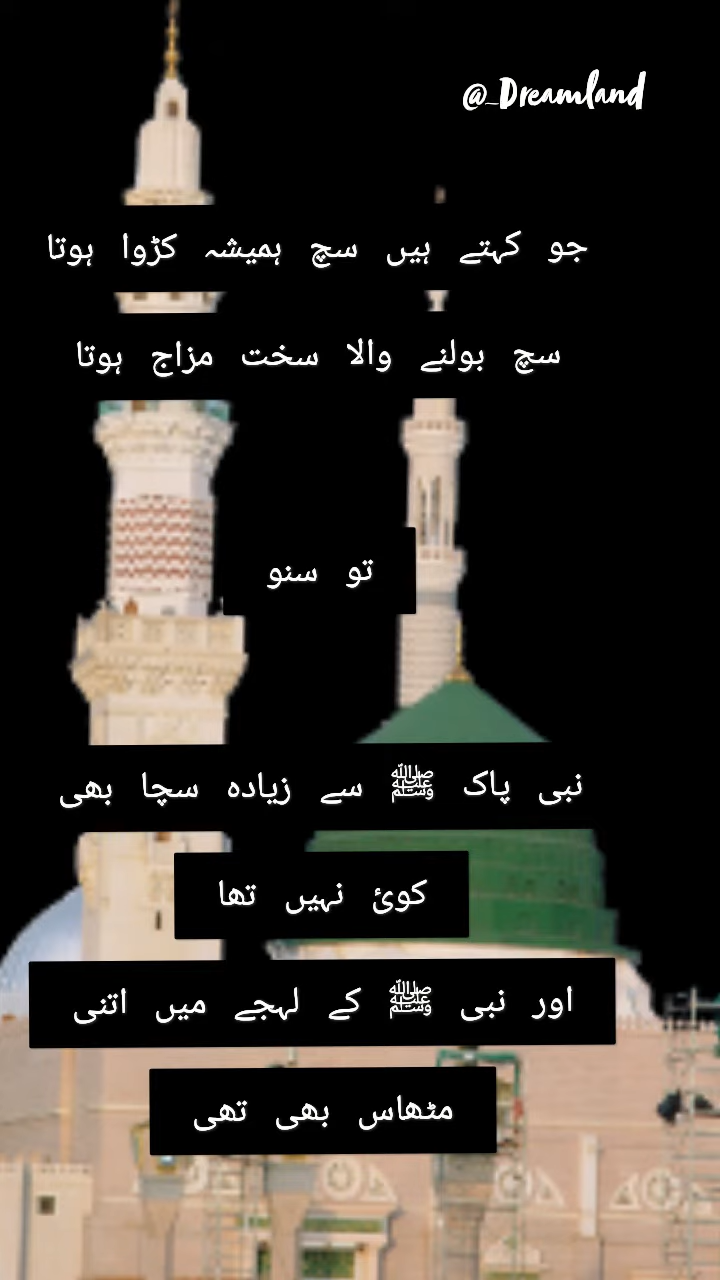 @_Dreamland
جو کہتے ہیں سچ ہمیشہ کڑوا ہوتا
سچ بولنے والا سخت مزاج ہوتا
تو سنو
نبی پاک ﷺ سے زیادہ سچا بھی
کوئ نہیں تھا
اور نبی ﷺ کے لہجے میں اتنی
مٹھاس بھی تھی